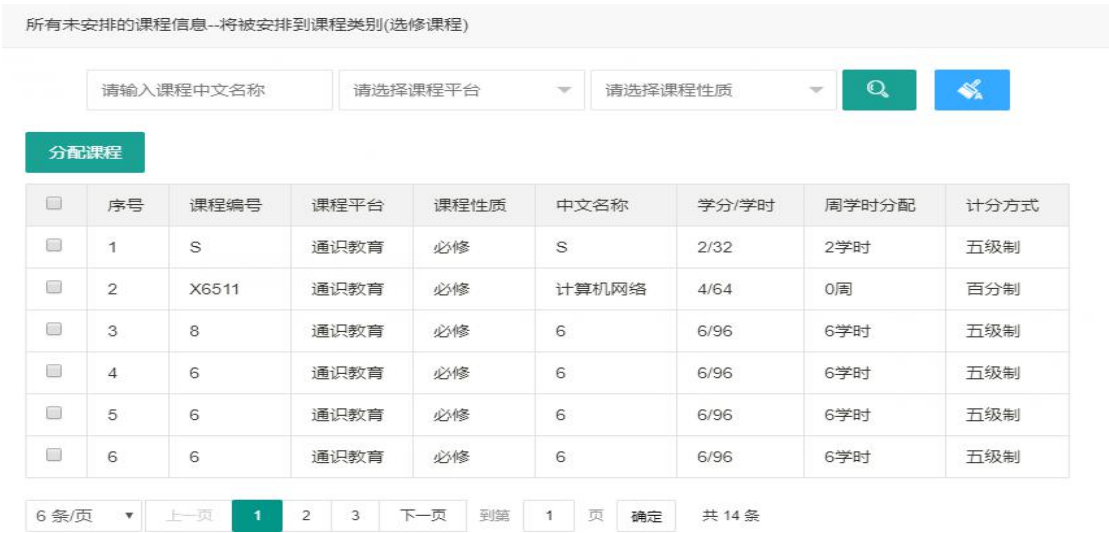 所有未安排的课程信息--将被安排到课程类别(选修课程)
请输入课程中文名称 请选择课程平台 请选择课程性质
分配课程
序号 课程编号 课程平台 课程性质 中文名称 学分/学时 周学时分配 计分方式
1 S 通识教育 必修 S 2/32 2学时 五级制
2 X6511 通识教育 必修 计算机网络 4/64 0周 百分制
3 8 通识教育 必修 6 6/96 6学时 五级制
4 6 通识教育 必修 6 6/96 6学时 五级制
5 6 通识教育 必修 6 6/96 6学时 五级制
6 6 通识教育 必修 6 6/96 6学时 五级制
6 条/页 上一页 1 2 3 下一页 到第 1 页 确定 共 14 条